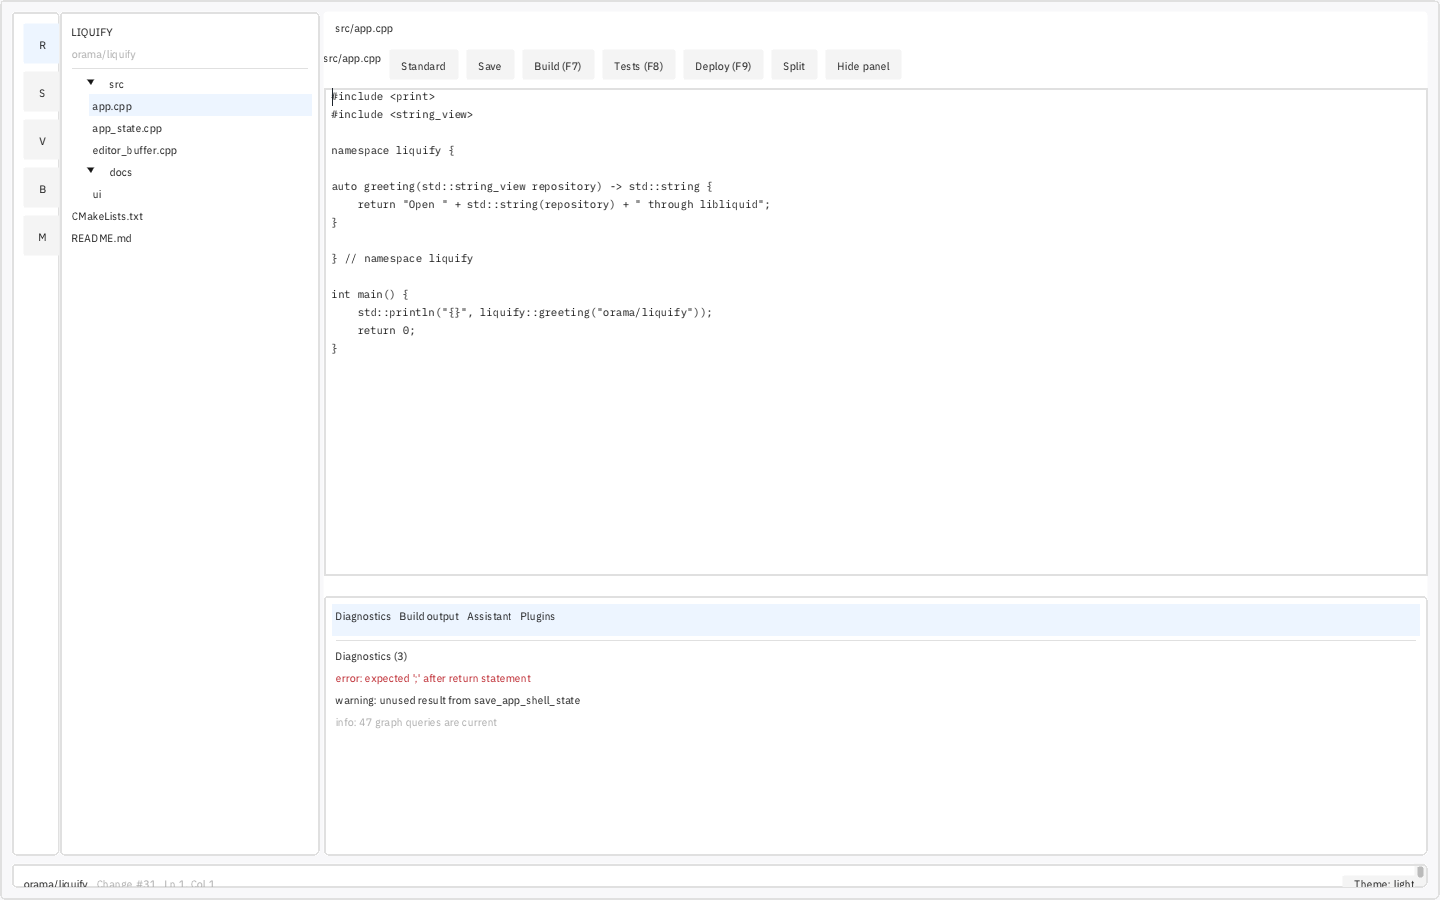 R
S
V
B
M
LIQUIFY
orama/liquify
src
app.cpp
app_state.cpp
editor_buffer.cpp
docs
ui
CMakeLists.txt
README.md
src/app.cpp
src/app.cpp Standard Save Build (F7) Tests (F8) Deploy (F9) Split Hide panel
#include <print>
#include <string_view>
namespace liquify {
auto greeting(std::string_view repository) -> std::string {
    return "Open " + std::string(repository) + " through libliquid";
}
} // namespace liquify
int main() {
    std::println("{}", liquify::greeting("orama/liquify"));
    return 0;
}
Diagnostics Build output Assistant Plugins
Diagnostics (3)
error: expected ';' after return statement
warning: unused result from save_app_shell_state
info: 47 graph queries are current
orama/liquify Change #31 Ln 1, Col 1 Theme: light